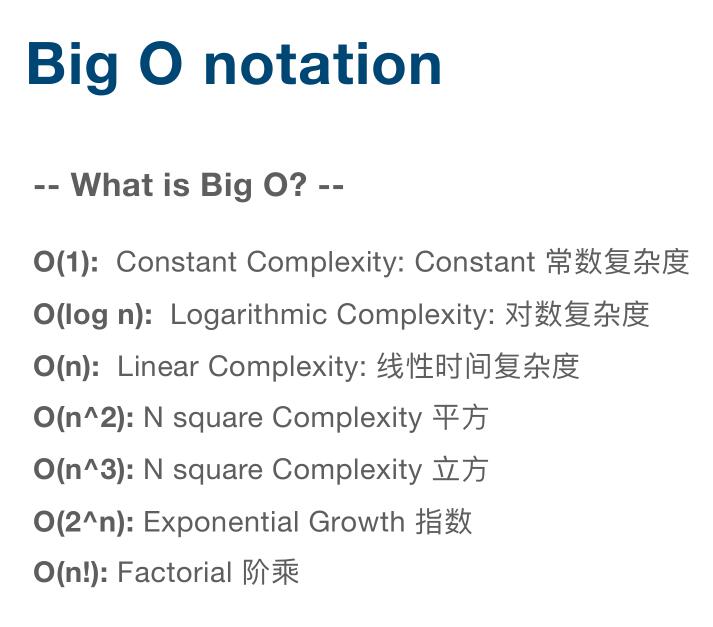 Big O notation
-- What is Big O? --
O(1): Constant Complexity: Constant 常数复杂度
O(log n): Logarithmic Complexity: 对数复杂度
O(n): Linear Complexity: 线性时间复杂度
O(n^2): N square Complexity 平方
O(n^3): N square Complexity 立方
O(2^n): Exponential Growth 指数
O(n!): Factorial 阶乘